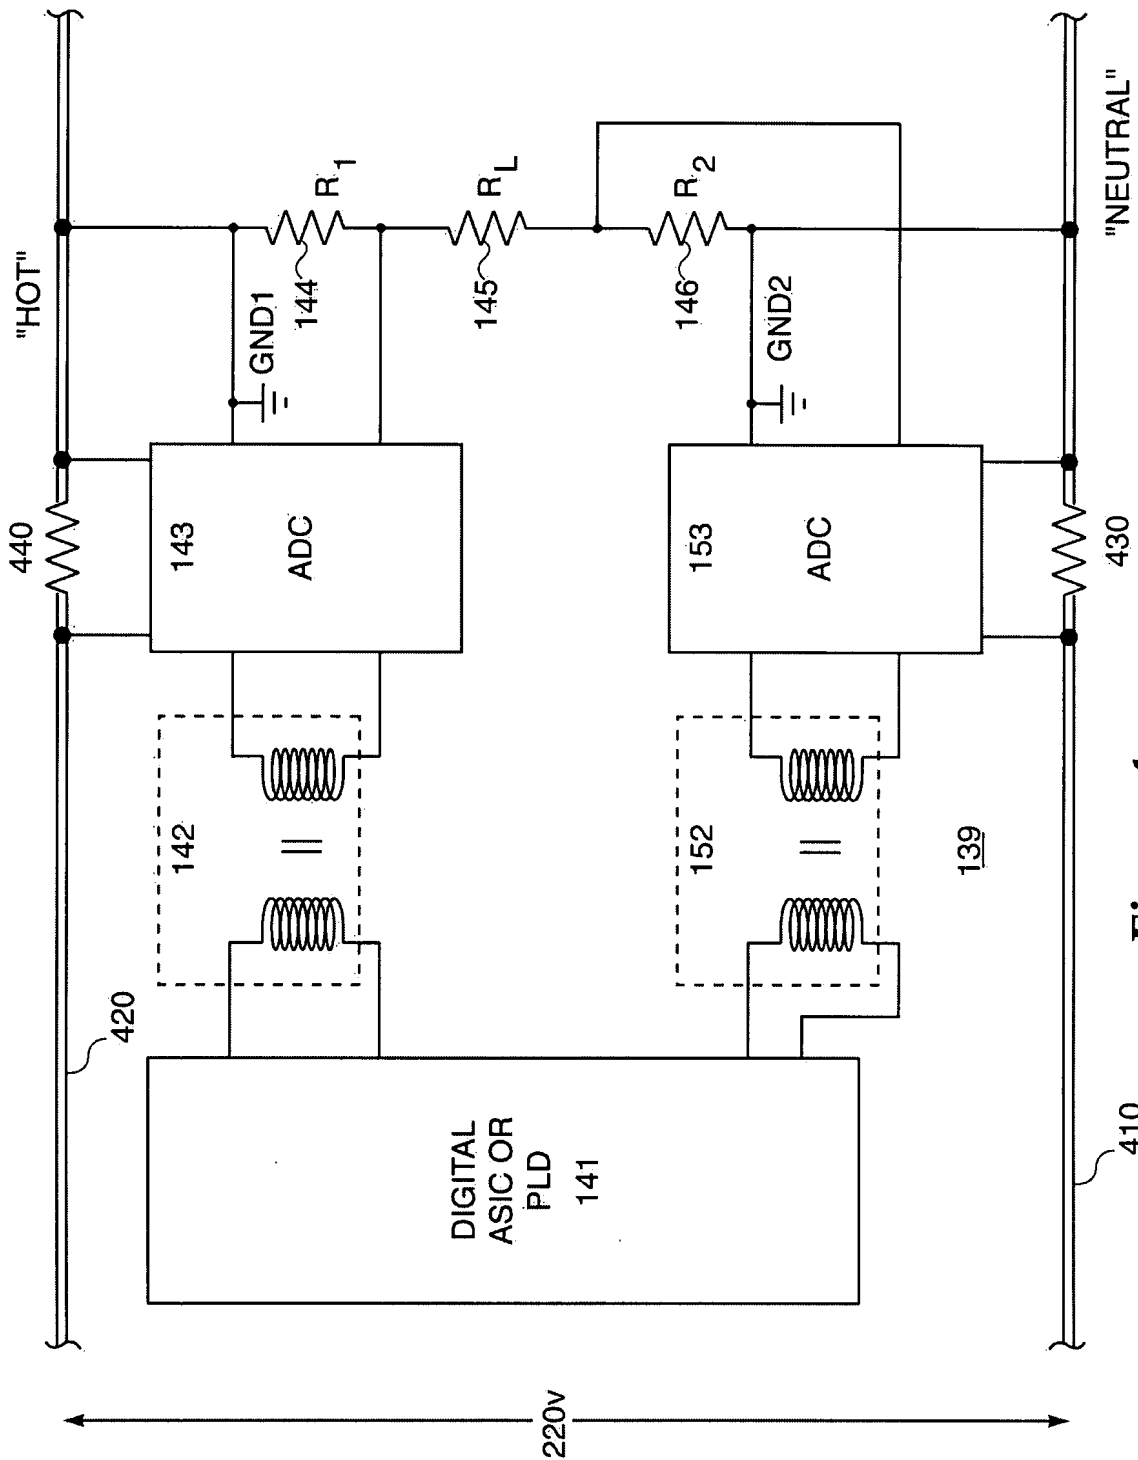 "HOT"
440
143
ADC
GND1
144
R1
145
RL
146
R2
GND2
153
ADC
430
"NEUTRAL"
142
152
139
420
410
DIGITAL
ASIC OR
PLD
141
220v